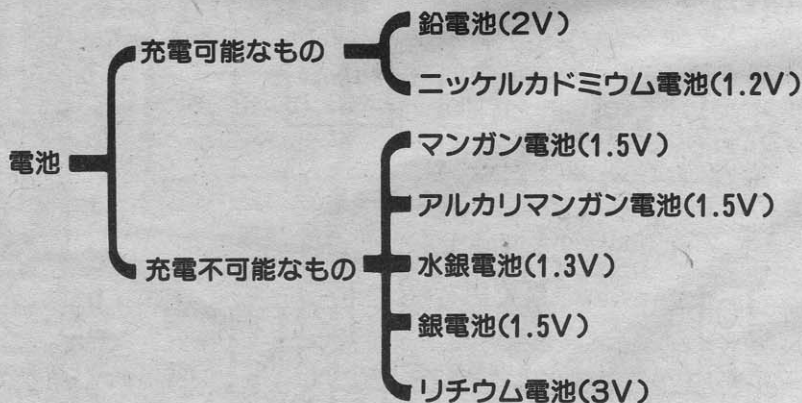 電池
充電可能なもの
鉛電池(2V)
ニッケルカドミウム電池(1.2V)
充電不可能なもの
マンガン電池(1.5V)
アルカリマンガン電池(1.5V)
水銀電池(1.3V)
銀電池(1.5V)
リチウム電池(3V)